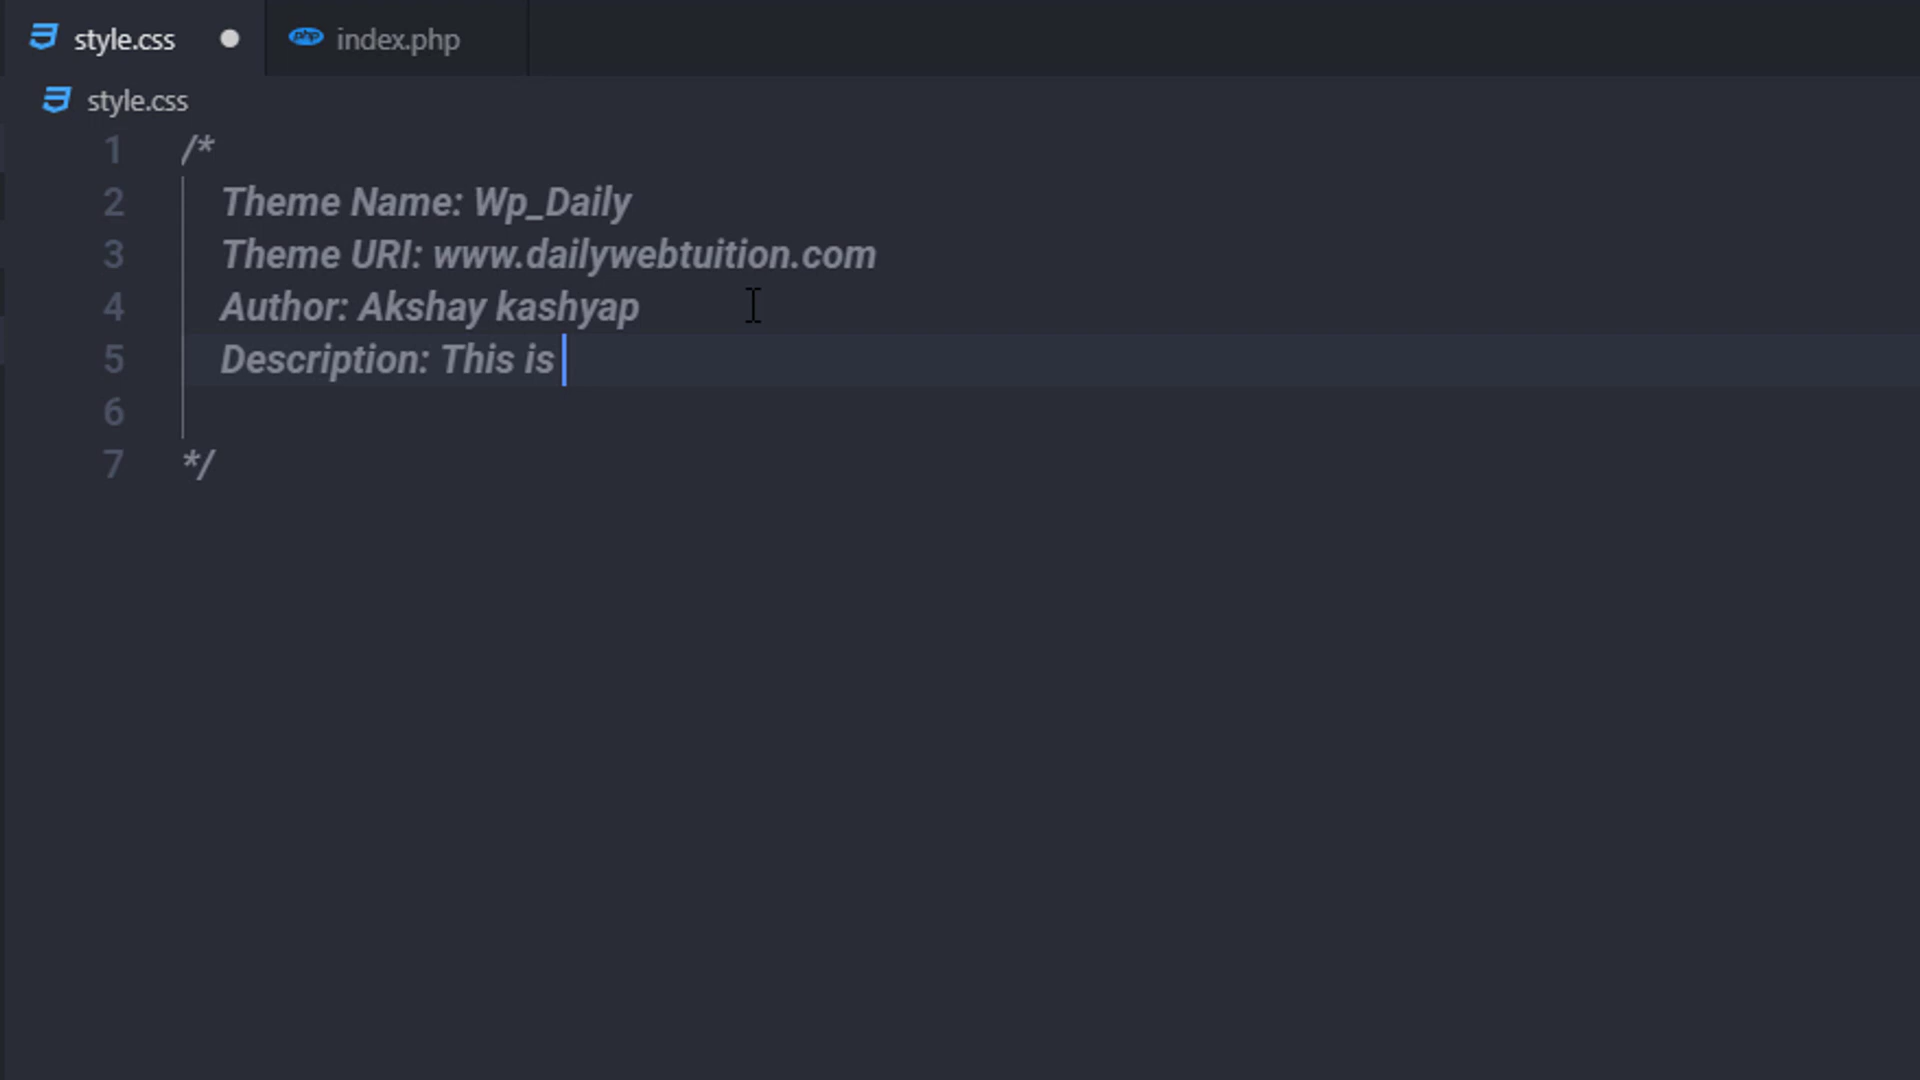 style.css
php index.php
style.css
1 /*
2 Theme Name: Wp_Daily
3 Theme URI: www.dailywebtuition.com
4 Author: Akshay kashyap
5 Description: This is
6
7 */